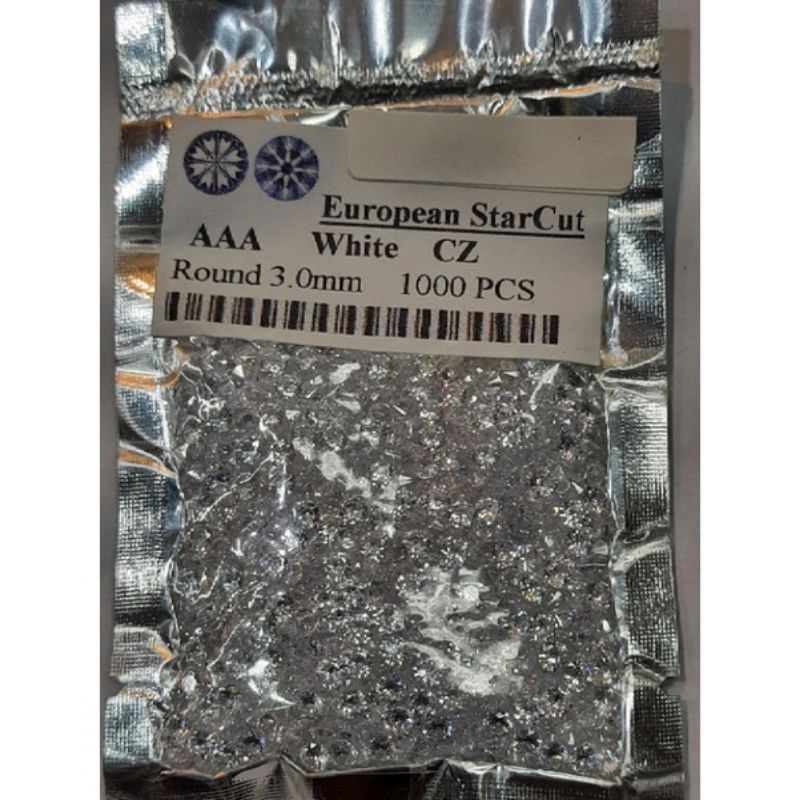 European StarCut
AAA White CZ
Round 3.0mm 1000 PCS